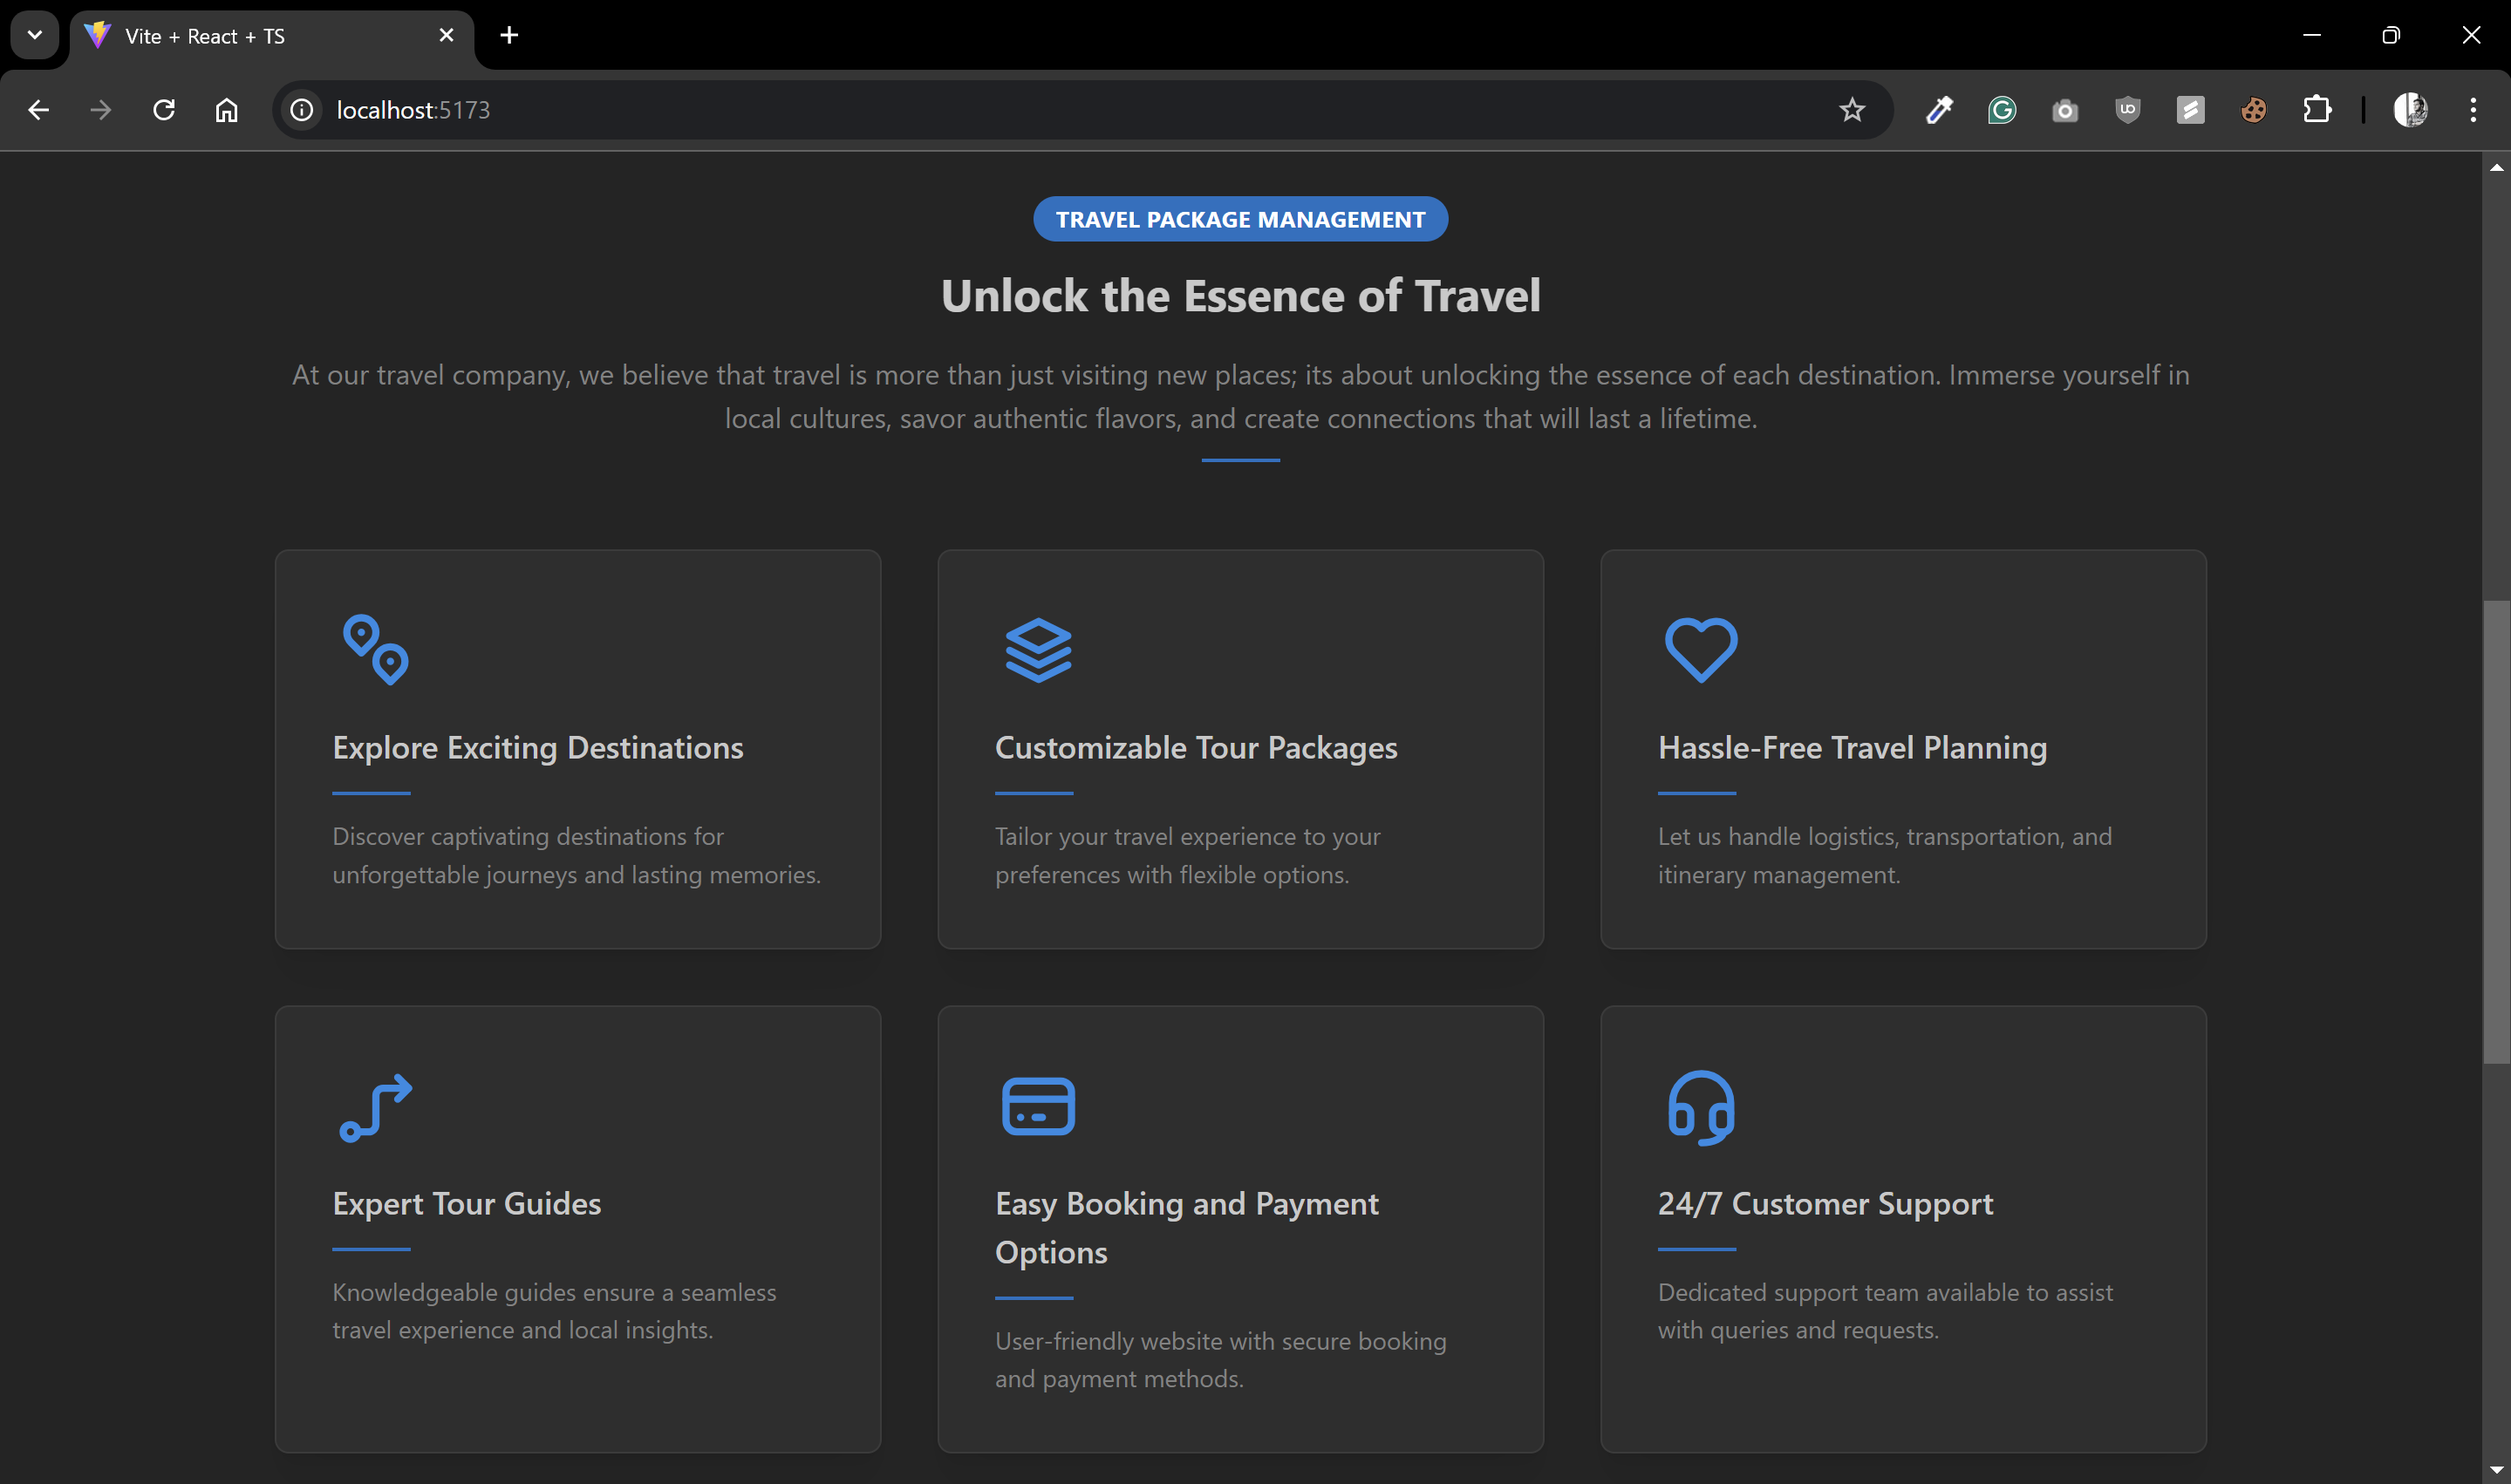 Vite + React + TS
localhost:5173
TRAVEL PACKAGE MANAGEMENT
Unlock the Essence of Travel
At our travel company, we believe that travel is more than just visiting new places; its about unlocking the essence of each destination. Immerse yourself in
local cultures, savor authentic flavors, and create connections that will last a lifetime.
Explore Exciting Destinations
Discover captivating destinations for
unforgettable journeys and lasting memories.
Customizable Tour Packages
Tailor your travel experience to your
preferences with flexible options.
Hassle-Free Travel Planning
Let us handle logistics, transportation, and
itinerary management.
Expert Tour Guides
Knowledgeable guides ensure a seamless
travel experience and local insights.
Easy Booking and Payment
Options
User-friendly website with secure booking
and payment methods.
24/7 Customer Support
Dedicated support team available to assist
with queries and requests.